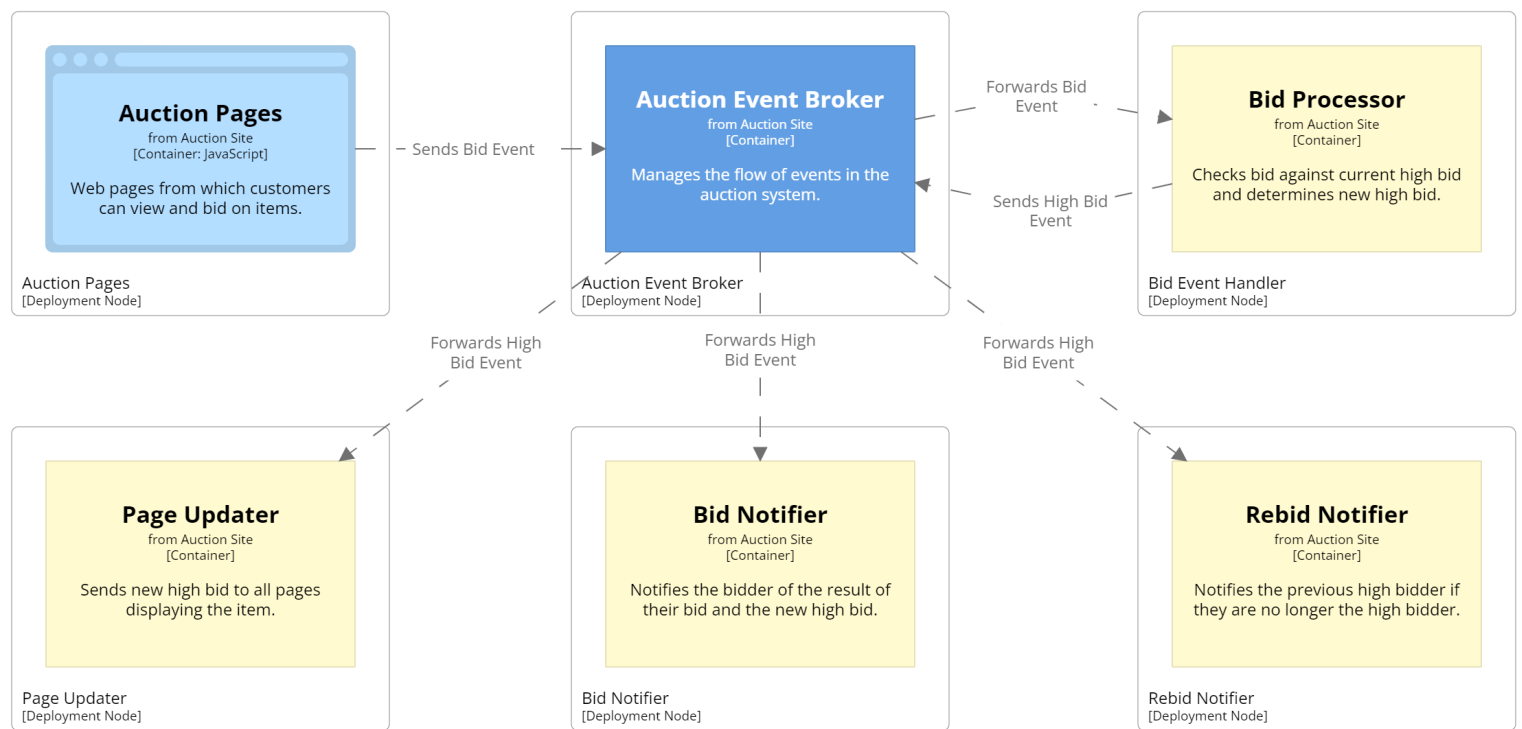 Auction Pages
from Auction Site
[Container: JavaScript]
Web pages from which customers
can view and bid on items.
Auction Pages
[Deployment Node]
Sends Bid Event
Auction Event Broker
from Auction Site
[Container]
Manages the flow of events in the
auction system.
Auction Event Broker
[Deployment Node]
Forwards Bid
Event
Sends High Bid
Event
Bid Processor
from Auction Site
[Container]
Checks bid against current high bid
and determines new high bid.
Bid Event Handler
[Deployment Node]
Forwards High
Bid Event
Forwards High
Bid Event
Forwards High
Bid Event
Page Updater
from Auction Site
[Container]
Sends new high bid to all pages
displaying the item.
Page Updater
[Deployment Node]
Bid Notifier
from Auction Site
[Container]
Notifies the bidder of the result of
their bid and the new high bid.
Bid Notifier
[Deployment Node]
Rebid Notifier
from Auction Site
[Container]
Notifies the previous high bidder if
they are no longer the high bidder.
Rebid Notifier
[Deployment Node]